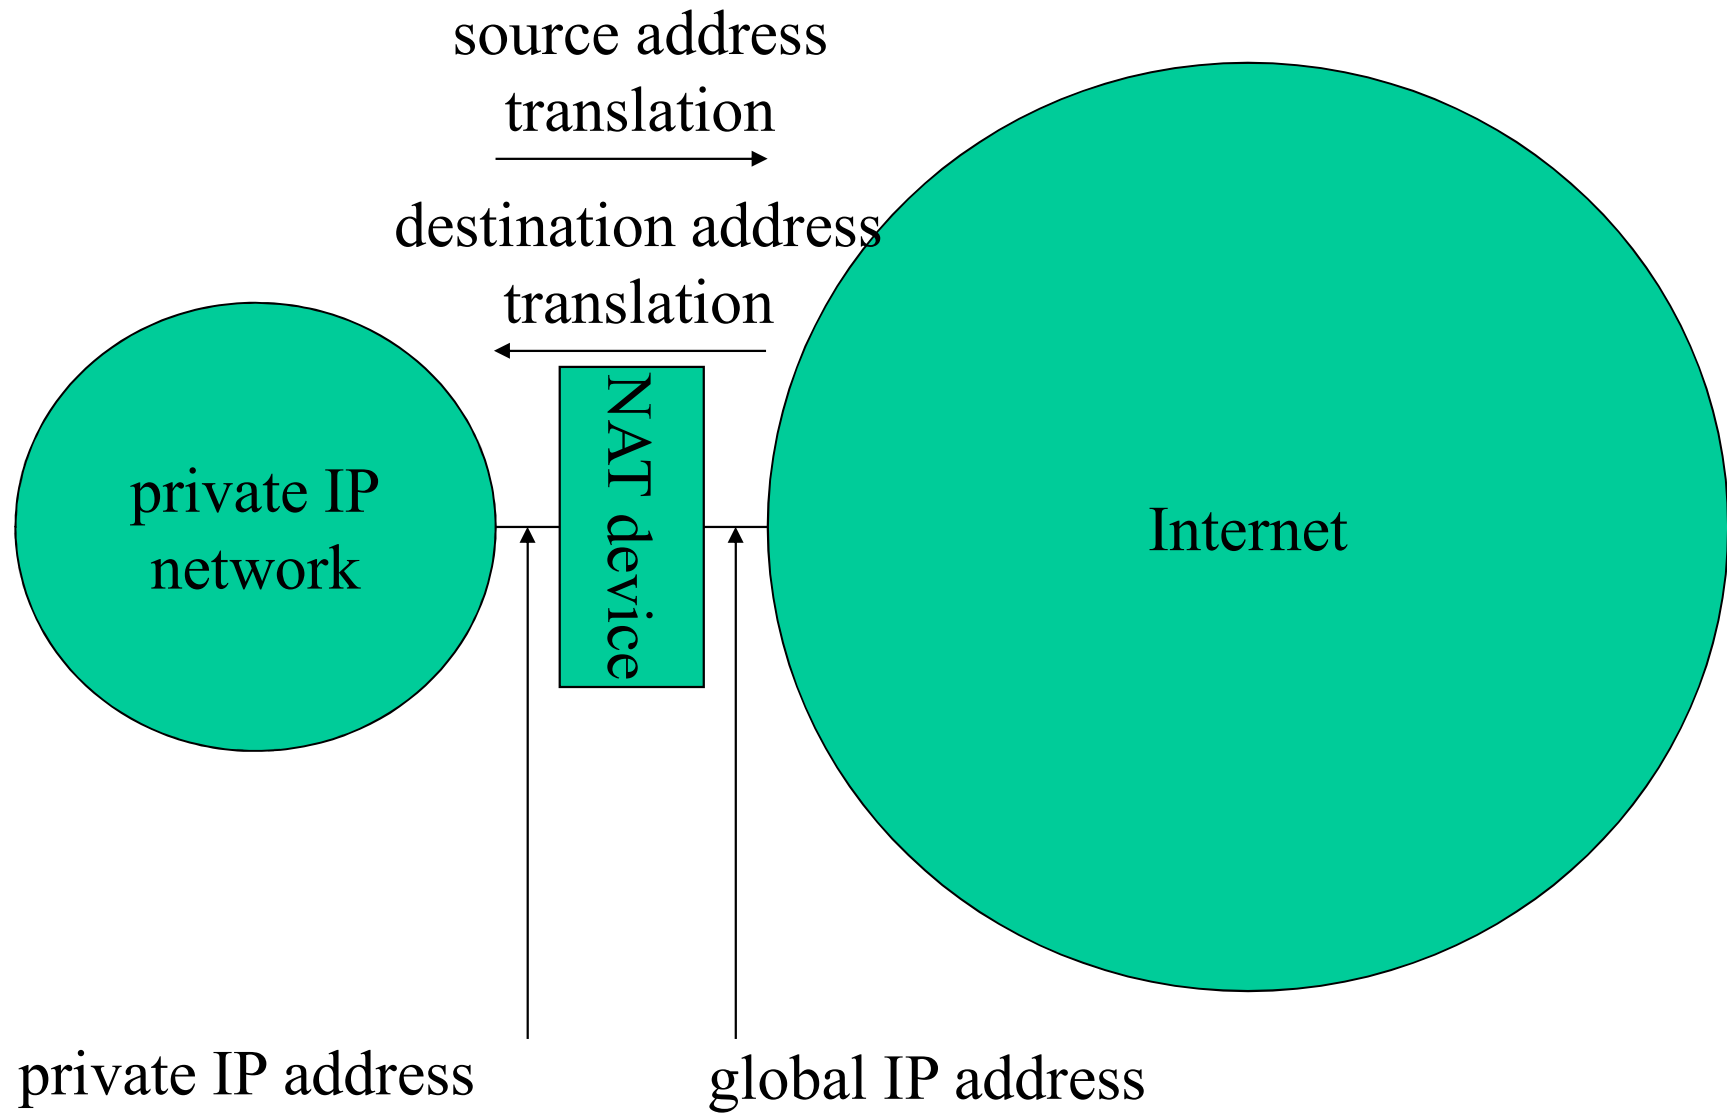 source address
translation
destination address
translation
NAT device
private IP
network
Internet
private IP address
global IP address